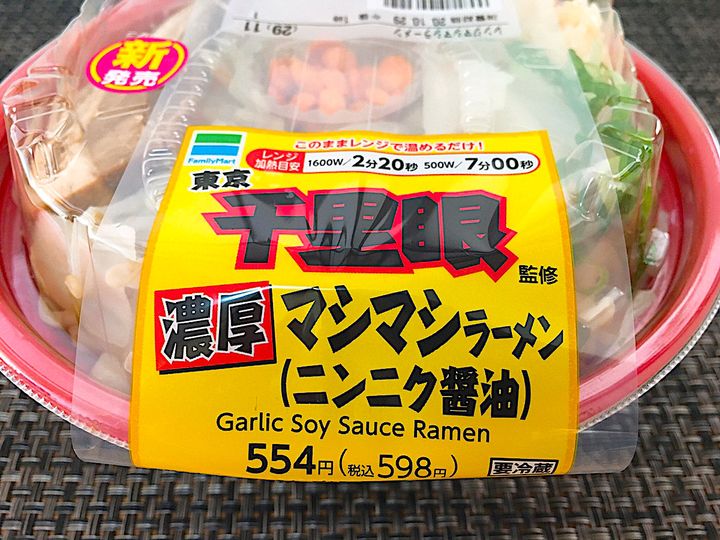 新
発売
FamilyMart
このままレンジで温めるだけ！
レンジ
加熱目安
1600W/2分20秒 500W/7分00秒
東京
千里眼
監修
濃厚
マシマシラーメン
(ニンニク醤油)
Garlic Soy Sauce Ramen
554円(税込598円)
要冷蔵